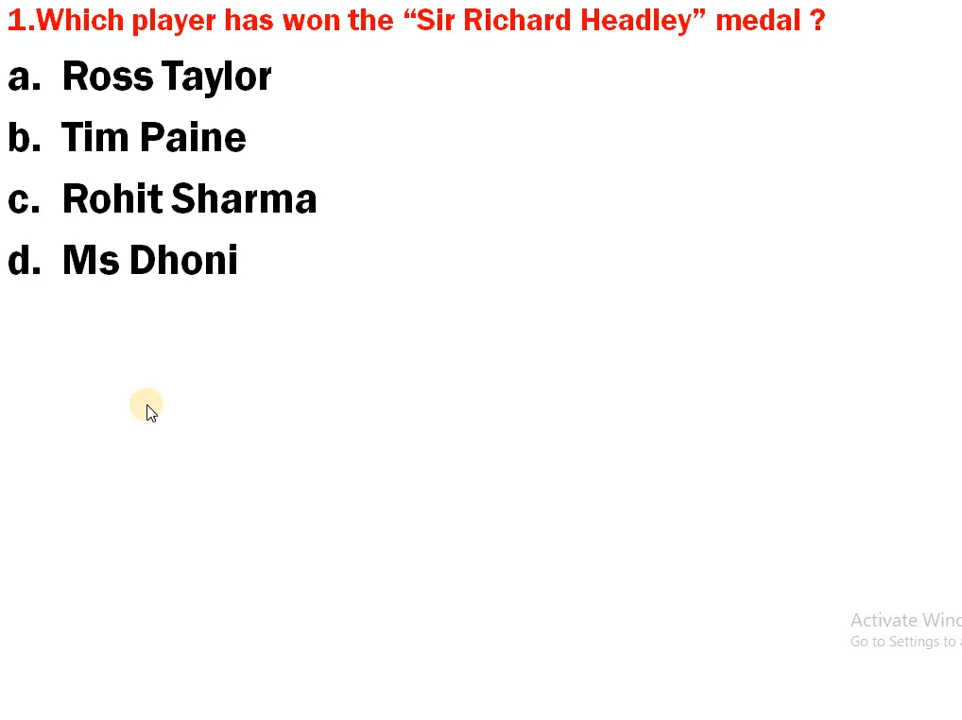 1.Which player has won the “Sir Richard Headley” medal ?
a. Ross Taylor
b. Tim Paine
c. Rohit Sharma
d. Ms Dhoni
Activate Wind
Go to Settings to